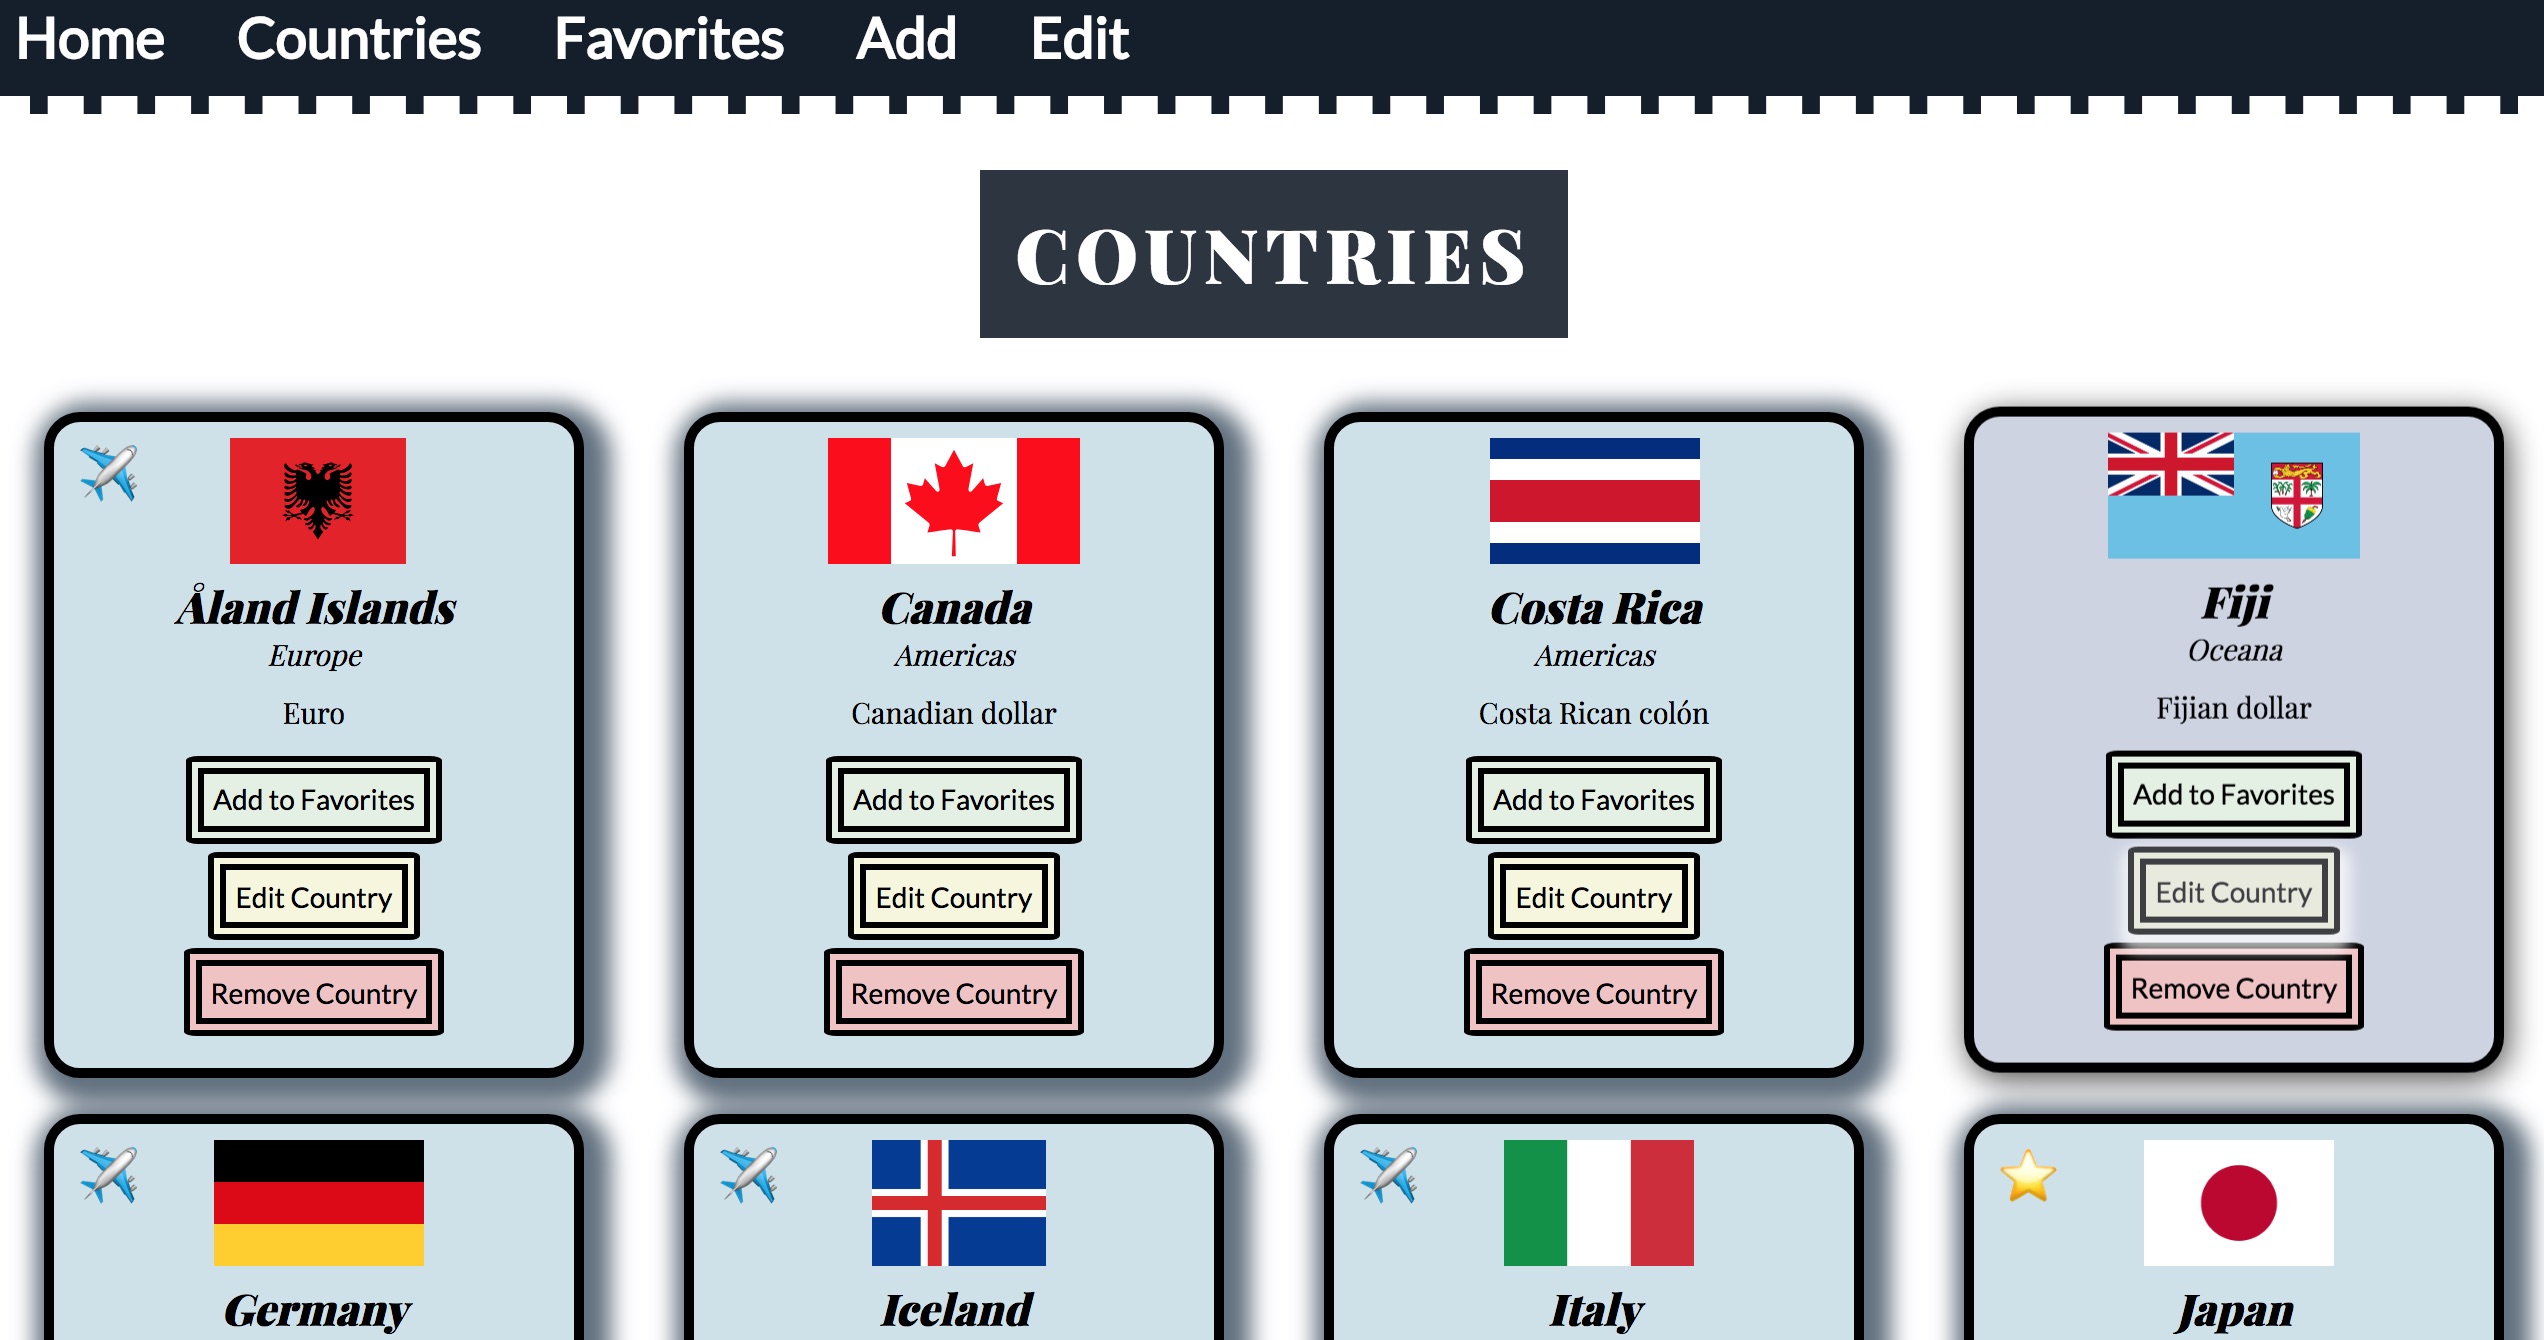 Home Countries Favorites Add Edit
COUNTRIES
Åland Islands
Europe
Euro
Add to Favorites
Edit Country
Remove Country
Canada
Americas
Canadian dollar
Add to Favorites
Edit Country
Remove Country
Costa Rica
Americas
Costa Rican colón
Add to Favorites
Edit Country
Remove Country
Fiji
Oceana
Fijian dollar
Add to Favorites
Edit Country
Remove Country
Germany
Iceland
Italy
Japan